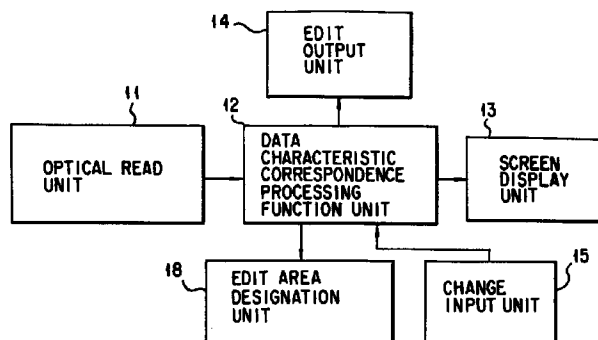 14
EDIT
OUTPUT
UNIT
11
OPTICAL READ
UNIT
12
DATA
CHARACTERISTIC
CORRESPONDENCE
PROCESSING
FUNCTION UNIT
13
SCREEN
DISPLAY
UNIT
18
EDIT AREA
DESIGNATION
UNIT
CHANGE
INPUT UNIT
15